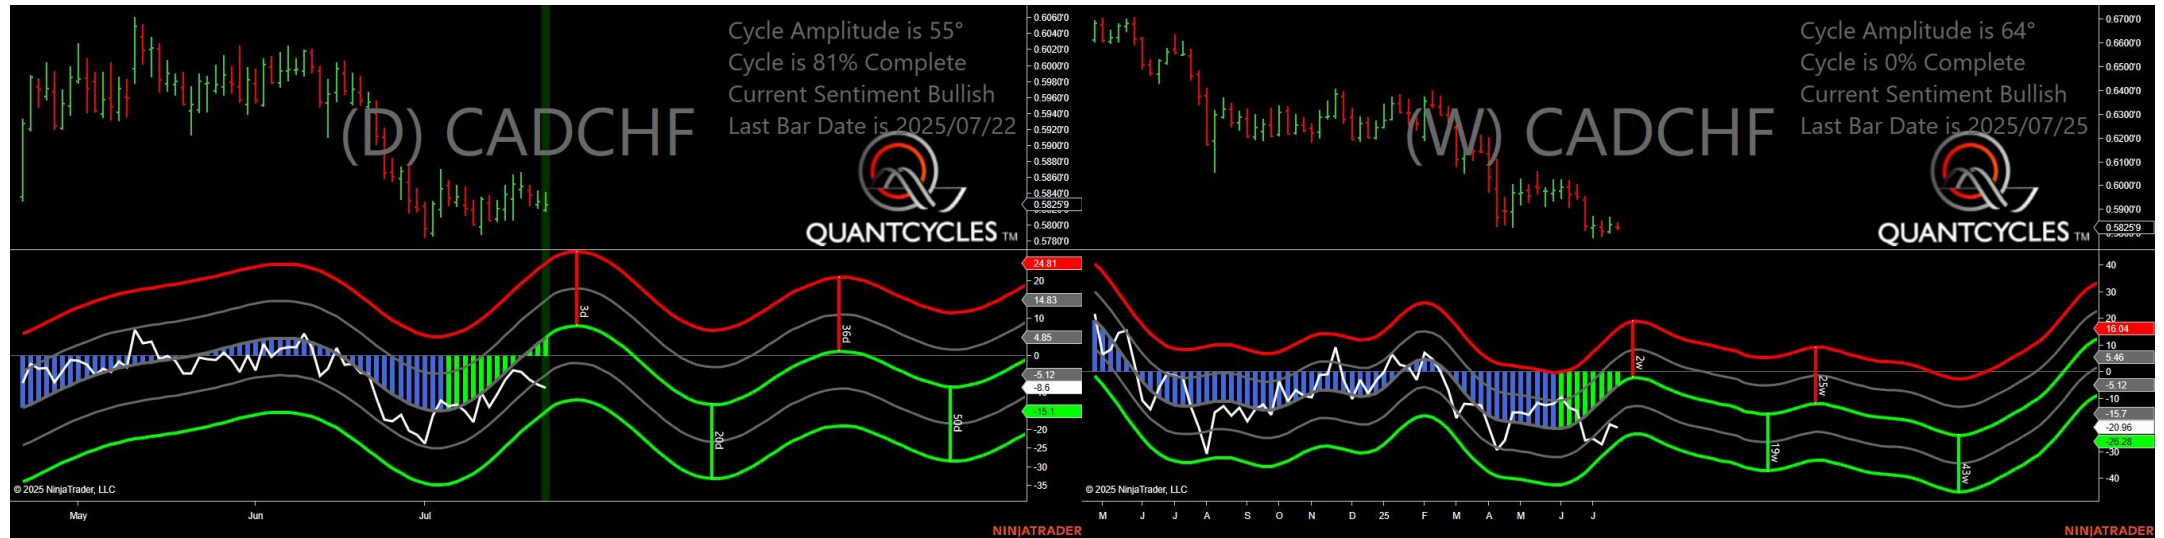 Cycle Amplitude is 55°
Cycle is 81% Complete
Current Sentiment Bullish
Last Bar Date is 2025/07/22
(D) CADCHF
QUANTCYCLES TM
0.6060'0
0.6040'0
0.6020'0
0.6000'0
0.5980'0
0.5960'0
0.5940'0
0.5920'0
0.5900'0
0.5880'0
0.5860'0
0.5840'0
0.5825'9
0.5800'0
0.5780'0
24.81
20
14.83
10
4.85
0
-5.12
-8.6
-15.1
-20
-25
-30
-35
3d
36d
20d
50d
© 2025 NinjaTrader, LLC
May
Jun
Jul
NINJATRADER
Cycle Amplitude is 64°
Cycle is 0% Complete
Current Sentiment Bullish
Last Bar Date is 2025/07/25
(W) CADCHF
QUANTCYCLES TM
0.6700'0
0.6600'0
0.6500'0
0.6400'0
0.6300'0
0.6200'0
0.6100'0
0.6000'0
0.5900'0
0.5825'9
40
30
20
16.04
10
5.46
0
-5.12
-10
-15.7
-20.96
-26.28
-30
-40
2w
25w
19w
43w
© 2025 NinjaTrader, LLC
M
J
J
A
S
O
N
D
25
F
M
A
M
J
J
NINJATRADER